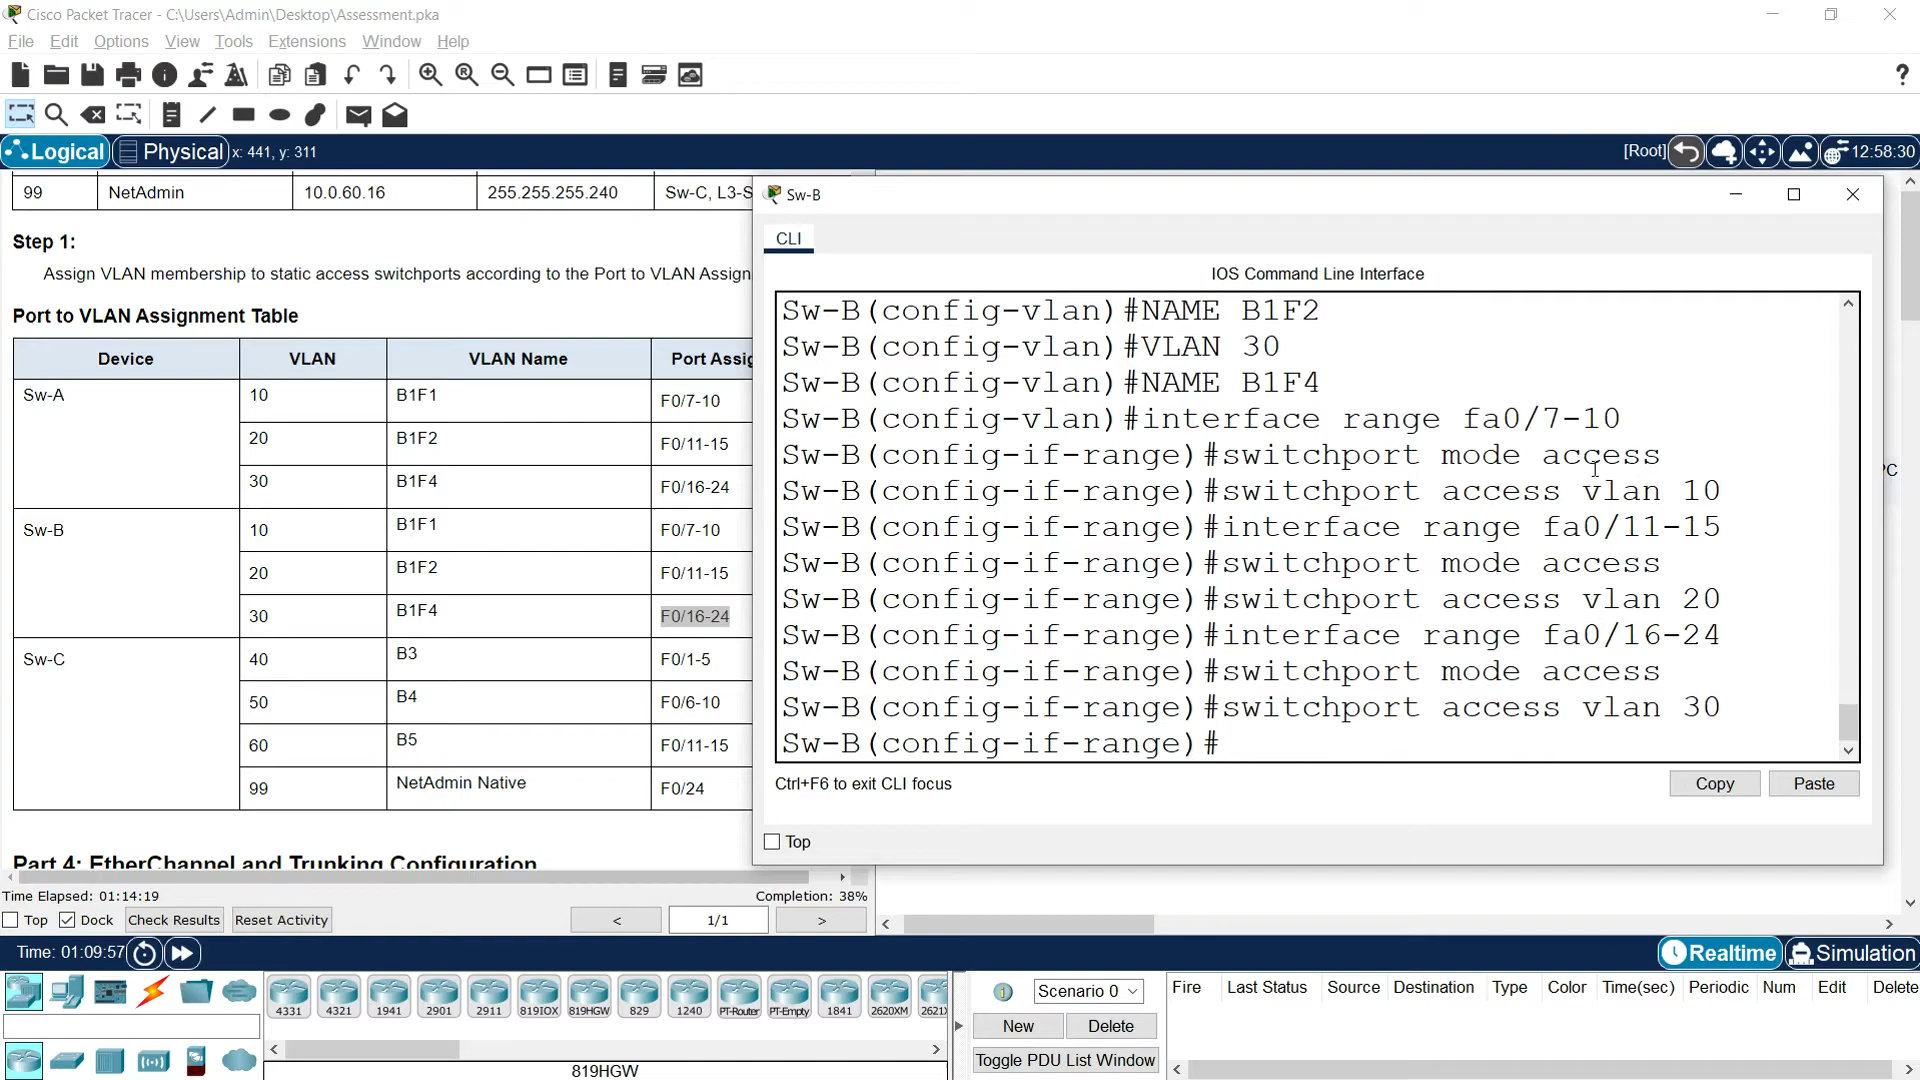 Cisco Packet Tracer - C:\Users\Admin\Desktop\Assessment.pka
File Edit Options View Tools Extensions Window Help
?
Logical Physical x: 441, y: 311
[Root] 12:58:30
99 NetAdmin 10.0.60.16 255.255.255.240 Sw-C, L3-S
Step 1:
Assign VLAN membership to static access switchports according to the Port to VLAN Assign
Port to VLAN Assignment Table
Device VLAN VLAN Name Port Assig
Sw-A 10 B1F1 F0/7-10
20 B1F2 F0/11-15
30 B1F4 F0/16-24
Sw-B 10 B1F1 F0/7-10
20 B1F2 F0/11-15
30 B1F4 F0/16-24
Sw-C 40 B3 F0/1-5
50 B4 F0/6-10
60 B5 F0/11-15
99 NetAdmin Native F0/24
Part 4: EtherChannel and Trunking Configuration
Time Elapsed: 01:14:19 Completion: 38%
Top Dock Check Results Reset Activity < 1/1 >
Sw-B
CLI
IOS Command Line Interface
Sw-B(config-vlan)#NAME B1F2
Sw-B(config-vlan)#VLAN 30
Sw-B(config-vlan)#NAME B1F4
Sw-B(config-vlan)#interface range fa0/7-10
Sw-B(config-if-range)#switchport mode access
Sw-B(config-if-range)#switchport access vlan 10
Sw-B(config-if-range)#interface range fa0/11-15
Sw-B(config-if-range)#switchport mode access
Sw-B(config-if-range)#switchport access vlan 20
Sw-B(config-if-range)#interface range fa0/16-24
Sw-B(config-if-range)#switchport mode access
Sw-B(config-if-range)#switchport access vlan 30
Sw-B(config-if-range)#
Ctrl+F6 to exit CLI focus
Copy Paste
Top
PC
Time: 01:09:57
Realtime Simulation
4331 4321 1941 2901 2911 819IOX 819HGW 829 1240 PT-Router PT-Empty 1841 2620XM 2621X
819HGW
Scenario 0
New Delete
Toggle PDU List Window
Fire Last Status Source Destination Type Color Time(sec) Periodic Num Edit Delete